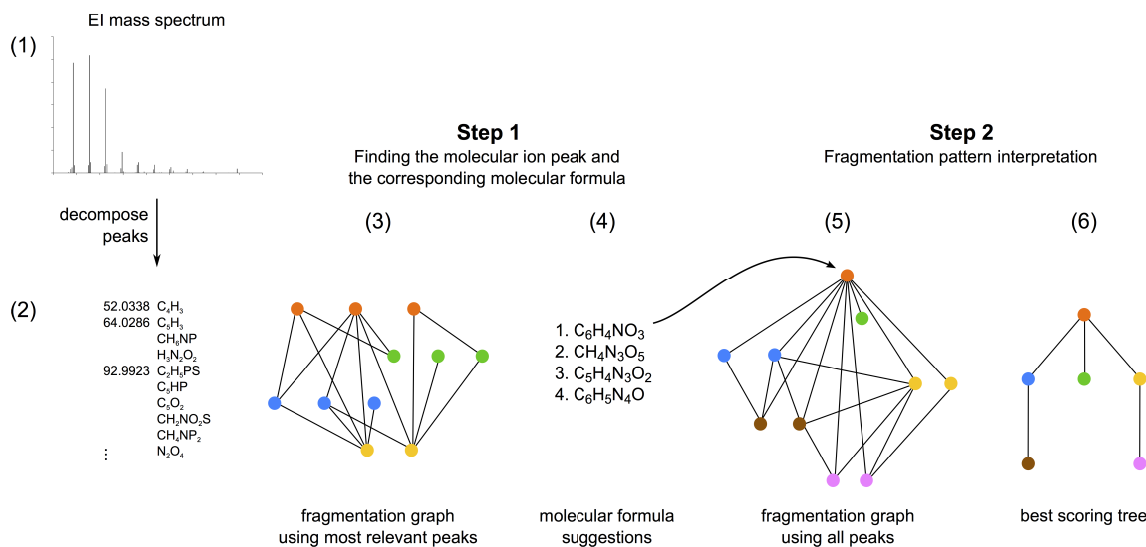 EI mass spectrum
(1)
Step 1
Finding the molecular ion peak and
the corresponding molecular formula
Step 2
Fragmentation pattern interpretation
decompose
peaks
(2)
52.0338 C₄H₃
64.0286 C₅H₃
CH₆NP
H₃N₂O₂
92.9923 C₂H₅PS
C₅HP
C₅O₂
CH₂NO₂S
CH₄NP₂
N₂O₄
⋮
(3)
fragmentation graph
using most relevant peaks
(4)
1. C₆H₄NO₃
2. CH₄N₃O₅
3. C₅H₄N₃O₂
4. C₆H₅N₄O
molecular formula
suggestions
(5)
fragmentation graph
using all peaks
(6)
best scoring tree